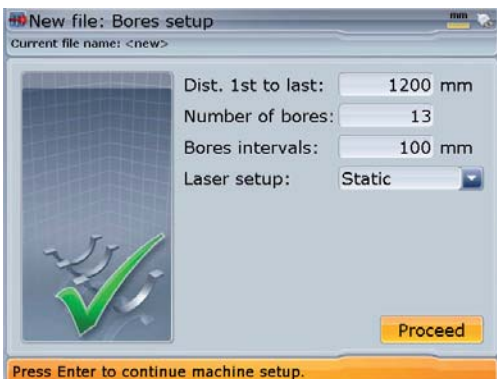 New file: Bores setup
mm
Current file name: <new>
Dist. 1st to last: 1200 mm
Number of bores: 13
Bores intervals: 100 mm
Laser setup: Static
Proceed
Press Enter to continue machine setup.